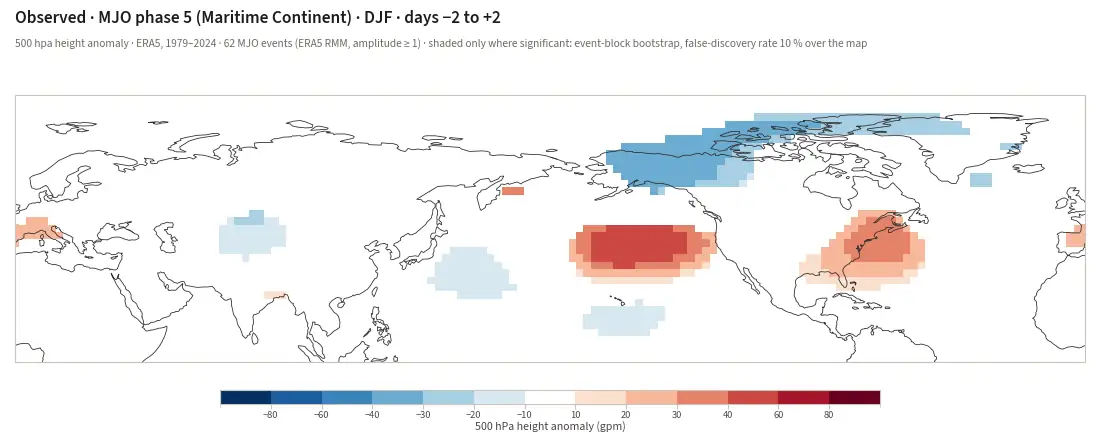 Observed · MJO phase 5 (Maritime Continent) · DJF · days −2 to +2
500 hpa height anomaly · ERA5, 1979–2024 · 62 MJO events (ERA5 RMM, amplitude ≥ 1) · shaded only where significant: event-block bootstrap, false-discovery rate 10 % over the map
−80 −60 −40 −30 −20 −10 10 20 30 40 60 80
500 hPa height anomaly (gpm)